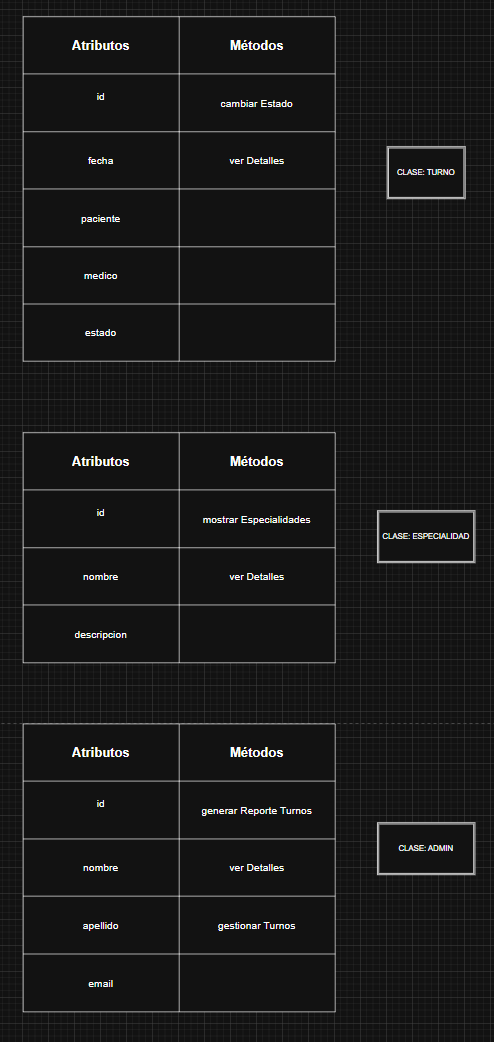 Atributos Métodos
id cambiar Estado
fecha ver Detalles
CLASE: TURNO
paciente
medico
estado
Atributos Métodos
id mostrar Especialidades
CLASE: ESPECIALIDAD
nombre ver Detalles
descripcion
Atributos Métodos
id generar Reporte Turnos
CLASE: ADMIN
nombre ver Detalles
apellido gestionar Turnos
email